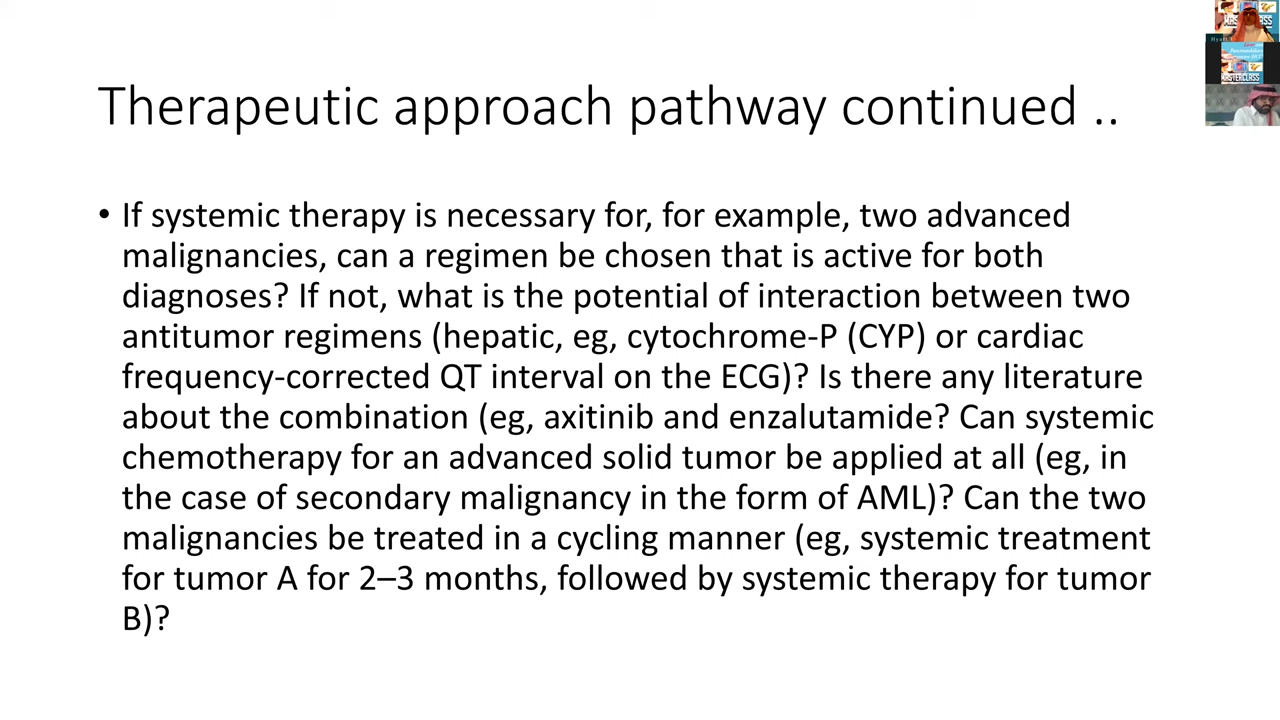 Therapeutic approach pathway continued ..
• If systemic therapy is necessary for, for example, two advanced
malignancies, can a regimen be chosen that is active for both
diagnoses? If not, what is the potential of interaction between two
antitumor regimens (hepatic, eg, cytochrome-P (CYP) or cardiac
frequency-corrected QT interval on the ECG)? Is there any literature
about the combination (eg, axitinib and enzalutamide? Can systemic
chemotherapy for an advanced solid tumor be applied at all (eg, in
the case of secondary malignancy in the form of AML)? Can the two
malignancies be treated in a cycling manner (eg, systemic treatment
for tumor A for 2–3 months, followed by systemic therapy for tumor
B)?
MASTERCLASS